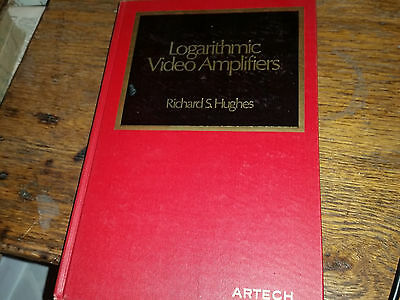 Logarithmic
Video Amplifiers
Richard S. Hughes
ARTECH